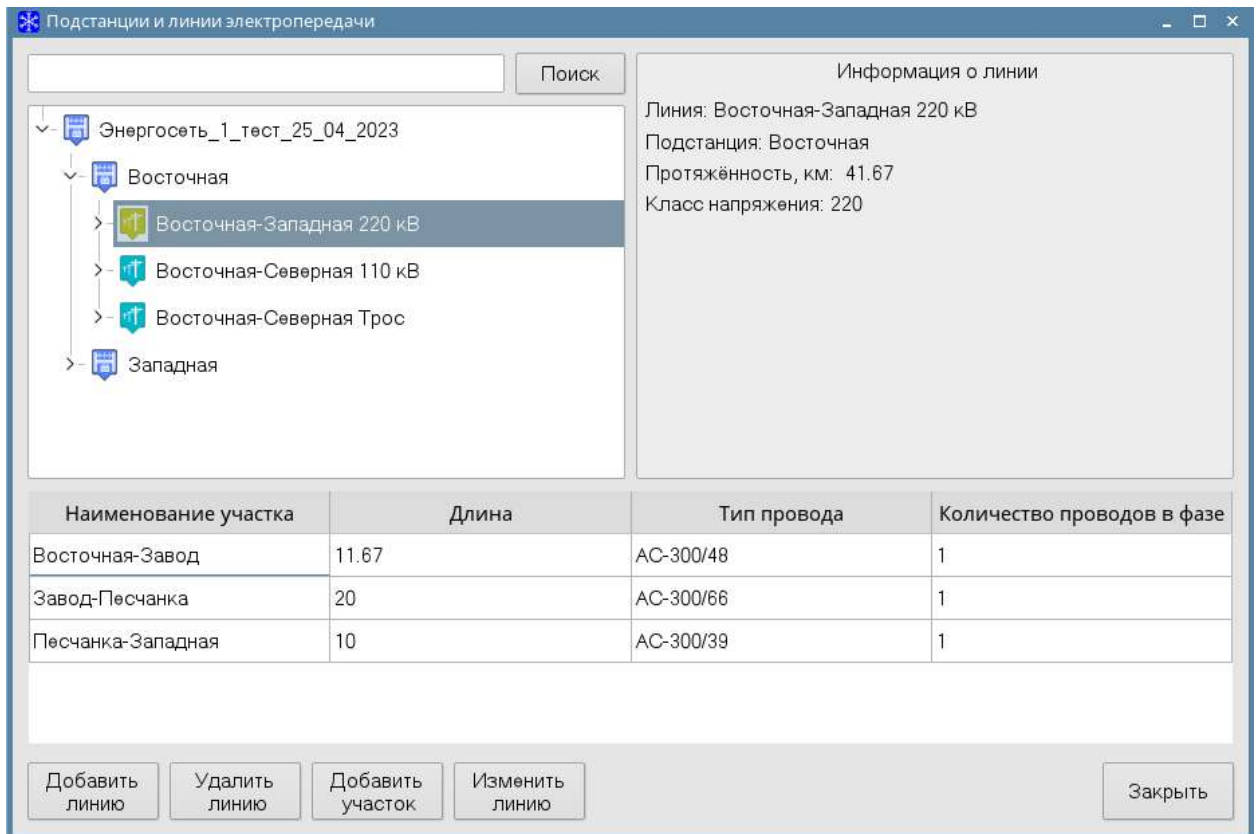 Подстанции и линии электропередачи
Поиск
Энергосеть_1_тест_25_04_2023
Восточная
Восточная-Западная 220 кВ
Восточная-Северная 110 кВ
Восточная-Северная Трос
Западная
Информация о линии
Линия: Восточная-Западная 220 кВ
Подстанция: Восточная
Протяжённость, км: 41.67
Класс напряжения: 220
Наименование участка Длина Тип провода Количество проводов в фазе
Восточная-Завод 11.67 АС-300/48 1
Завод-Песчанка 20 АС-300/66 1
Песчанка-Западная 10 АС-300/39 1
Добавить линию
Удалить линию
Добавить участок
Изменить линию
Закрыть